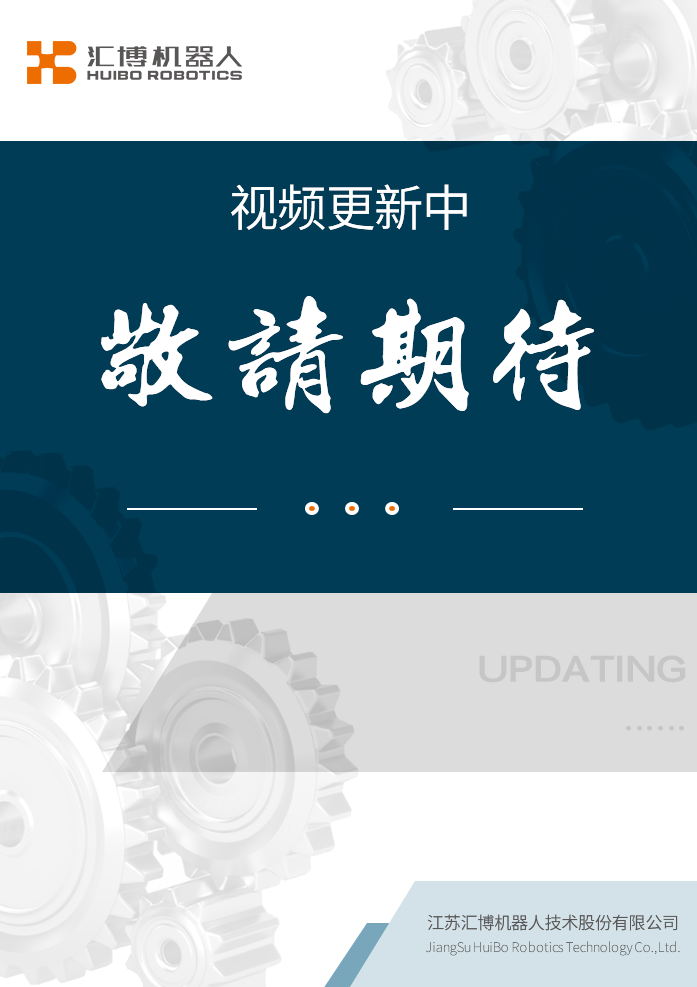 汇博机器人
HUIBO ROBOTICS
视频更新中
敬請期待
UPDATING
······
江苏汇博机器人技术股份有限公司
JiangSu HuiBo Robotics Technology Co.,Ltd.